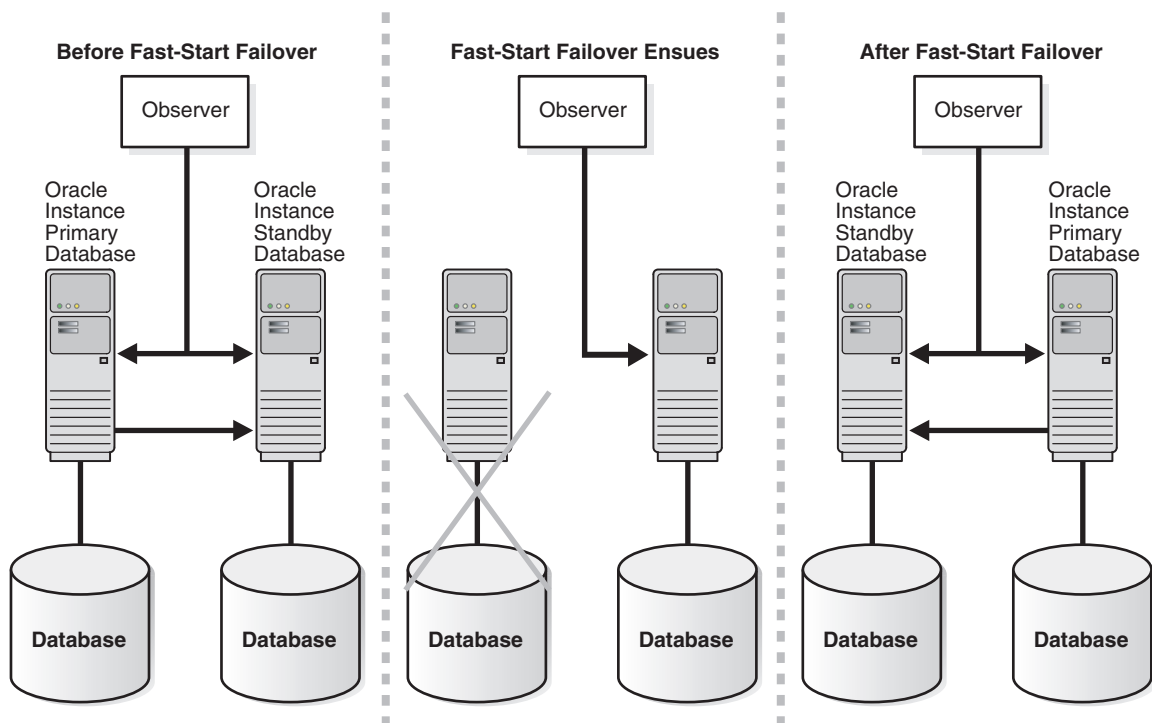 Before Fast-Start Failover
Observer
Oracle
Instance
Primary
Database
Oracle
Instance
Standby
Database
Database
Database
Fast-Start Failover Ensues
Observer
Database
Database
After Fast-Start Failover
Observer
Oracle
Instance
Standby
Database
Oracle
Instance
Primary
Database
Database
Database